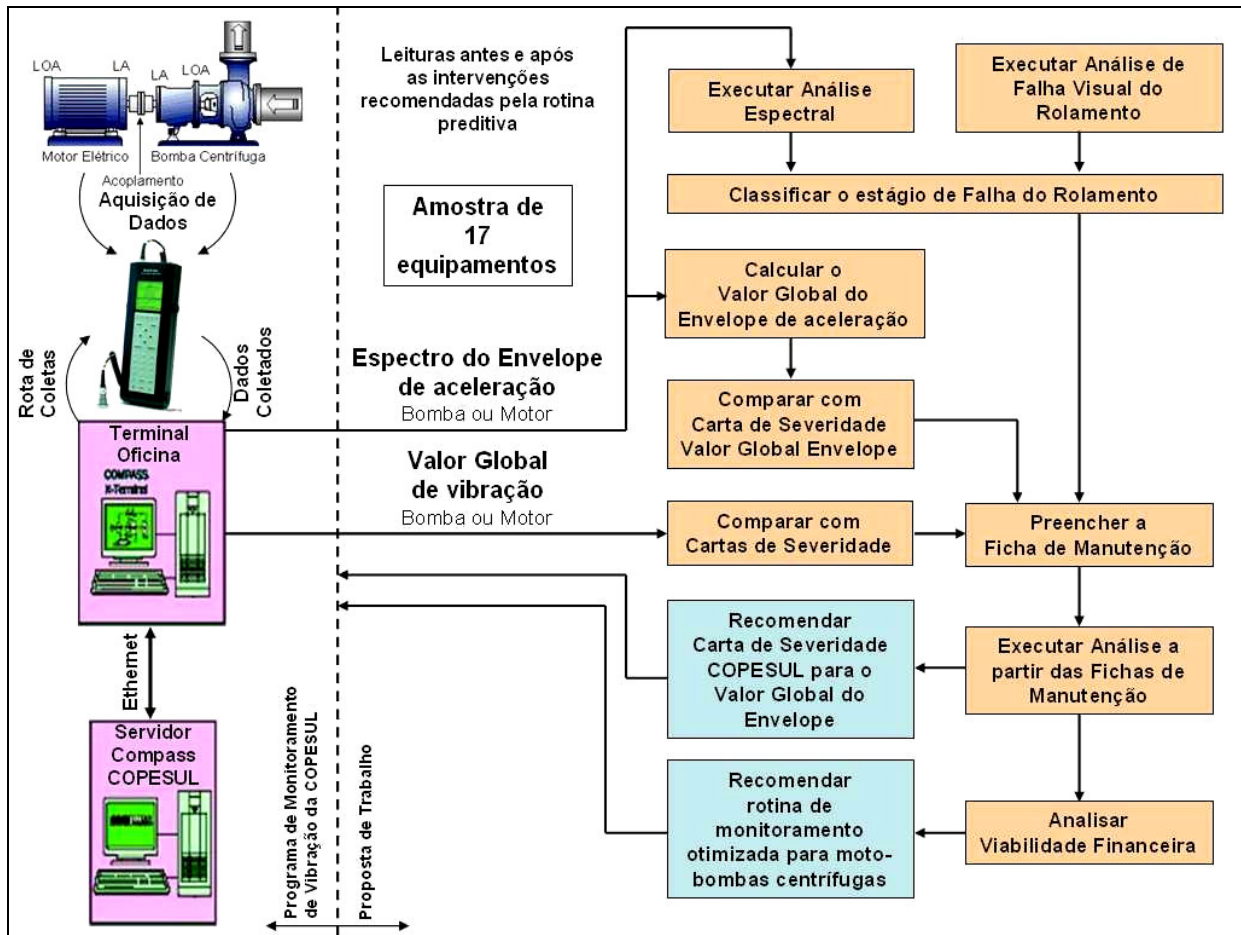 LOA
LA
LA
LOA
Motor Elétrico
Bomba Centrífuga
Acoplamento
Aquisição de
Dados
Rota de
Coletas
Dados
Coletados
Terminal
Oficina
COMPASS
X-Terminal
Ethernet
Servidor
Compass
COPESUL
Programa de Monitoramento
de Vibração da COPESUL
Proposta de Trabalho
Leituras antes e após
as intervenções
recomendadas pela rotina
preditiva
Amostra de
17
equipamentos
Espectro do Envelope
de aceleração
Bomba ou Motor
Valor Global
de vibração
Bomba ou Motor
Executar Análise
Espectral
Executar Análise de
Falha Visual do
Rolamento
Classificar o estágio de Falha do Rolamento
Calcular o
Valor Global do
Envelope de aceleração
Comparar com
Carta de Severidade
Valor Global Envelope
Comparar com
Cartas de Severidade
Preencher a
Ficha de Manutenção
Recomendar
Carta de Severidade
COPESUL para o
Valor Global do
Envelope
Executar Análise a
partir das Fichas de
Manutenção
Recomendar
rotina de
monitoramento
otimizada para moto-
bombas centrífugas
Analisar
Viabilidade Financeira